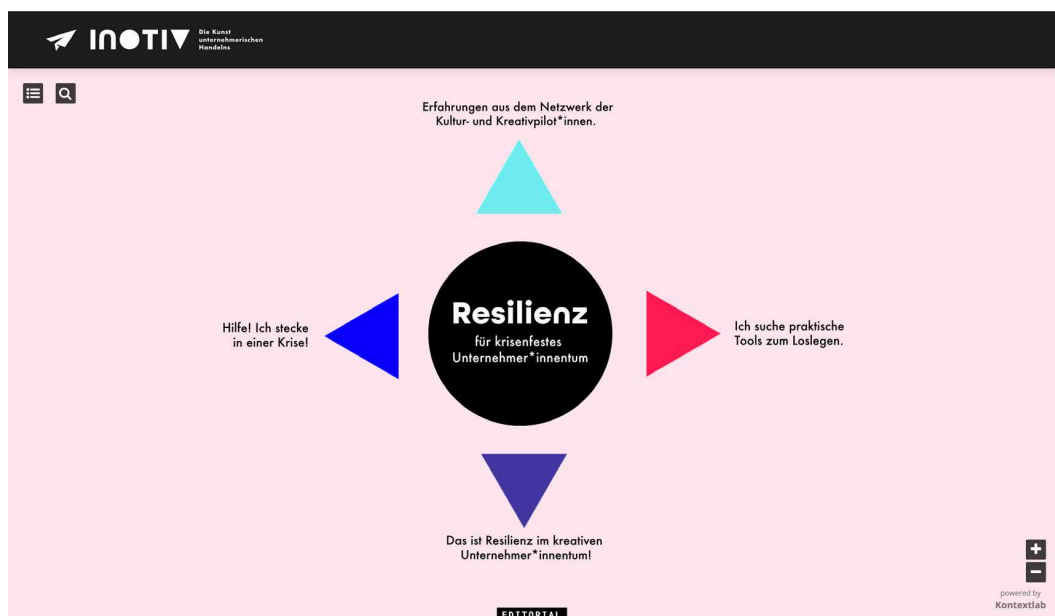 INOTIV
Die Kunst
unternehmerischen
Handelns
Erfahrungen aus dem Netzwerk der
Kultur- und Kreativpilot*innen.
Hilfe! Ich stecke
in einer Krise!
Resilienz
für krisenfestes
Unternehmer*innentum
Ich suche praktische
Tools zum Loslegen.
Das ist Resilienz im kreativen
Unternehmer*innentum!
EDITORIAL
powered by
Kontextlab